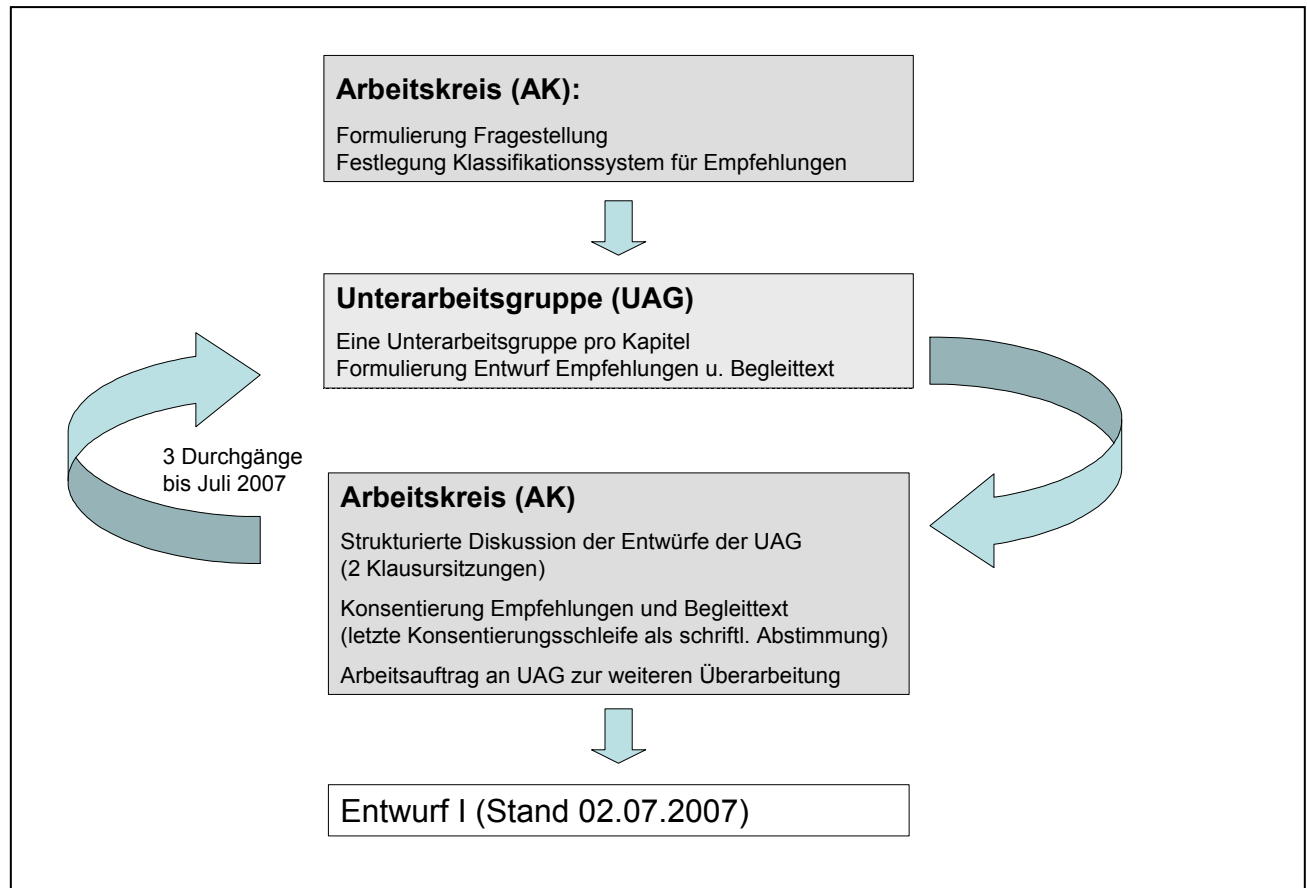 Arbeitskreis (AK):
Formulierung Fragestellung
Festlegung Klassifikationssystem für Empfehlungen
Unterarbeitsgruppe (UAG)
Eine Unterarbeitsgruppe pro Kapitel
Formulierung Entwurf Empfehlungen u. Begleittext
3 Durchgänge
bis Juli 2007
Arbeitskreis (AK)
Strukturierte Diskussion der Entwürfe der UAG
(2 Klausursitzungen)
Konsentierung Empfehlungen und Begleittext
(letzte Konsentierungsschleife als schriftl. Abstimmung)
Arbeitsauftrag an UAG zur weiteren Überarbeitung
Entwurf I (Stand 02.07.2007)